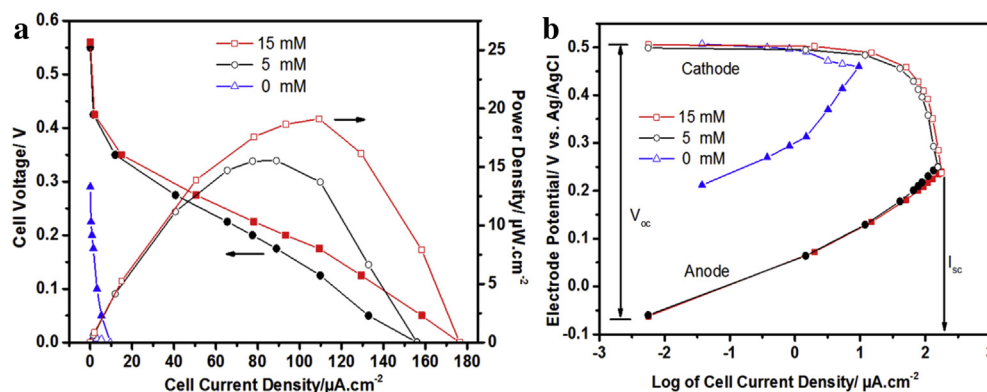 a
15 mM
5 mM
0 mM
Cell Voltage/ V
0.6
0.5
0.4
0.3
0.2
0.1
0.0
0 20 40 60 80 100 120 140 160 180
Cell Current Density/µA.cm-2
25
20
15
10
5
0
Power Density/ µW.cm-2
b
Cathode
15 mM
5 mM
0 mM
Voc
Anode
Isc
Electrode Potential/ V vs. Ag/AgCl
0.5
0.4
0.3
0.2
0.1
0.0
-0.1
-3 -2 -1 0 1 2 3
Log of Cell Current Density/ µA.cm-2